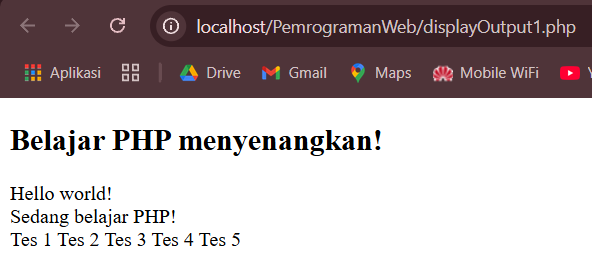 localhost/PemrogramanWeb/displayOutput1.php
Aplikasi Drive Gmail Maps Mobile WiFi
Belajar PHP menyenangkan!
Hello world!
Sedang belajar PHP!
Tes 1 Tes 2 Tes 3 Tes 4 Tes 5